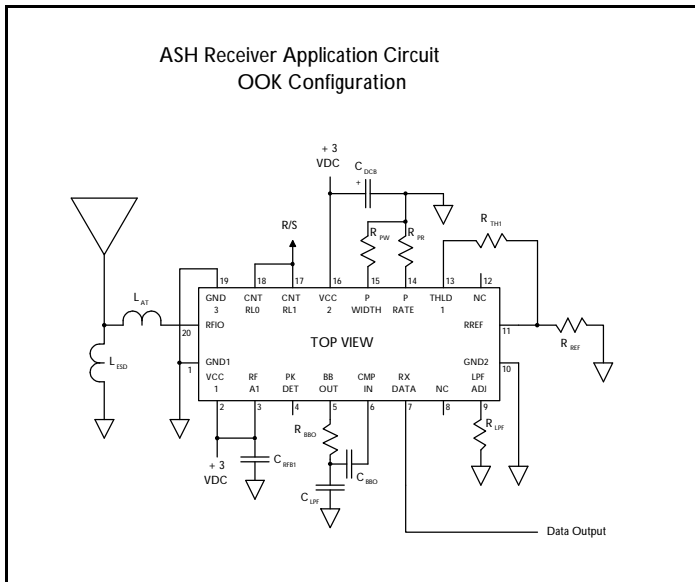 ASH Receiver Application Circuit
OOK Configuration
+ 3
VDC
C DCB
+
R/S
R PW
R PR
R TH1
19
18
17
16
15
14
13
12
GND
3
CNT
RL0
CNT
RL1
VCC
2
P
WIDTH
P
RATE
THLD
1
NC
L AT
20
RFIO
RREF
11
TOP VIEW
R REF
L ESD
1
GND1
GND2
10
VCC
1
RF
A1
PK
DET
BB
OUT
CMP
IN
RX
DATA
NC
LPF
ADJ
2
3
4
5
6
7
8
9
R BBO
R LPF
+ 3
VDC
C RFB1
C BBO
C LPF
Data Output